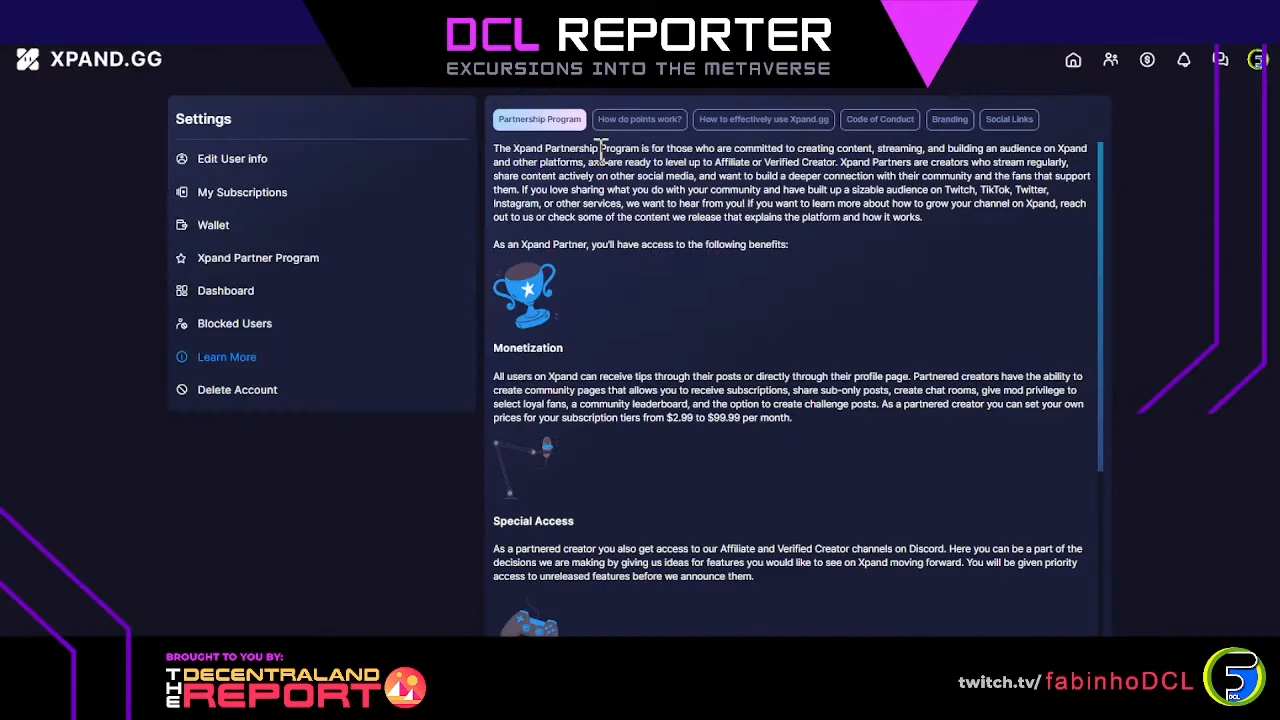 DCL REPORTER
EXCURSIONS INTO THE METAVERSE
XPAND.GG
Settings
Edit User info
My Subscriptions
Wallet
Xpand Partner Program
Dashboard
Blocked Users
Learn More
Delete Account
Partnership Program
How do points work?
How to effectively use Xpand.gg
Code of Conduct
Branding
Social Links
The Xpand Partnership Program is for those who are committed to creating content, streaming, and building an audience on Xpand
and other platforms, and are ready to level up to Affiliate or Verified Creator. Xpand Partners are creators who stream regularly,
share content actively on other social media, and want to build a deeper connection with their community and the fans that support
them. If you love sharing what you do with your community and have built up a sizable audience on Twitch, TikTok, Twitter,
Instagram, or other services, we want to hear from you! If you want to learn more about how to grow your channel on Xpand, reach
out to us or check some of the content we release that explains the platform and how it works.
As an Xpand Partner, you'll have access to the following benefits:
Monetization
All users on Xpand can receive tips through their posts or directly through their profile page. Partnered creators have the ability to
create community pages that allows you to receive subscriptions, share sub-only posts, create chat rooms, give mod privilege to
select loyal fans, a community leaderboard, and the option to create challenge posts. As a partnered creator you can set your own
prices for your subscription tiers from $2.99 to $99.99 per month.
Special Access
As a partnered creator you also get access to our Affiliate and Verified Creator channels on Discord. Here you can be a part of the
decisions we are making by giving us ideas for features you would like to see on Xpand moving forward. You will be given priority
access to unreleased features before we announce them.
BROUGHT TO YOU BY:
THE DECENTRALAND
REPORT
twitch.tv/fabinhoDCL
DCL